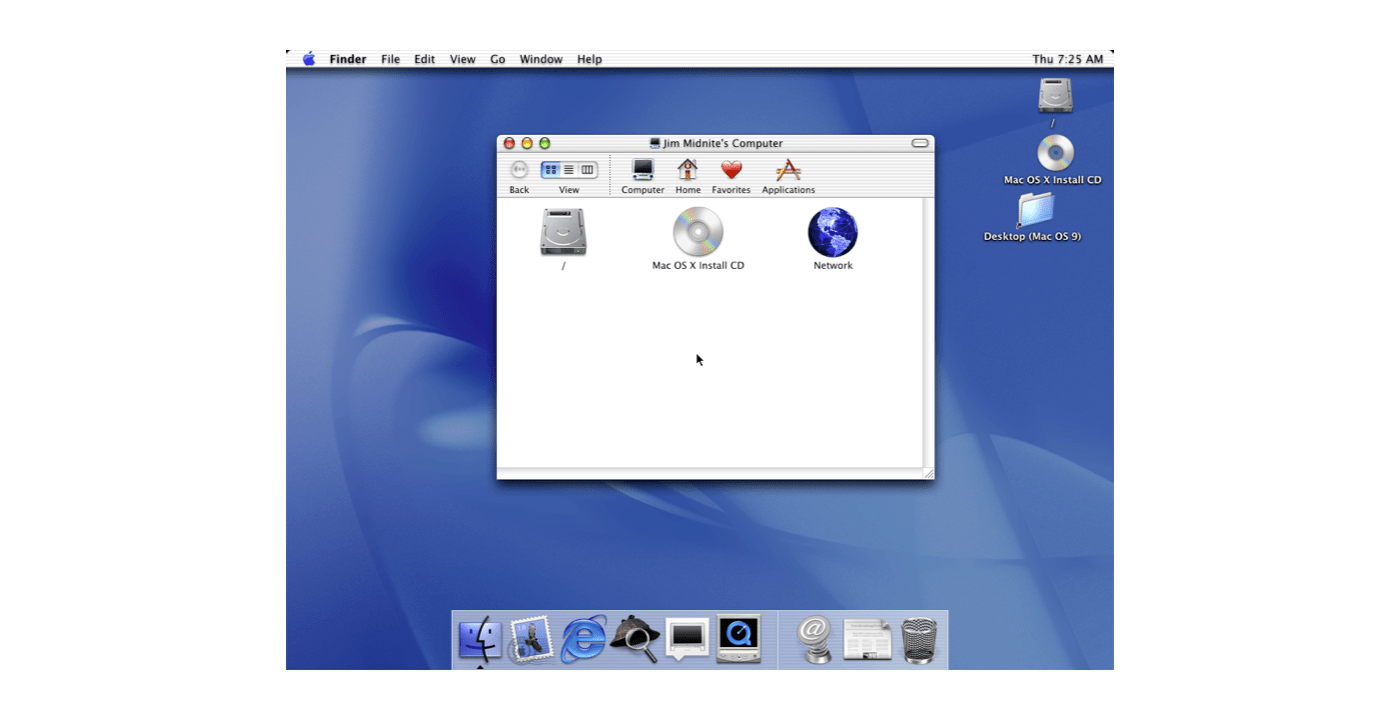 Finder File Edit View Go Window Help Thu 7:25 AM
/
Mac OS X Install CD
Desktop (Mac OS 9)
Jim Midnite's Computer
Back View Computer Home Favorites Applications
/ Mac OS X Install CD Network